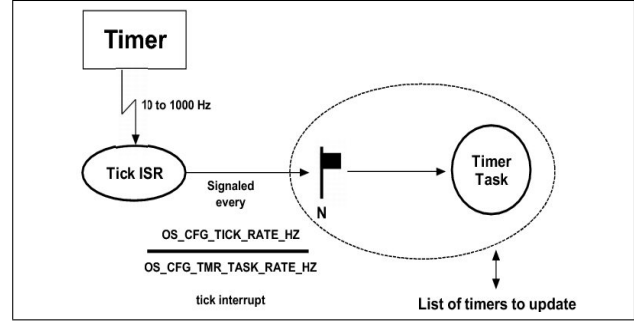 Timer
10 to 1000 Hz
Tick ISR
Signaled
every
N
Timer
Task
OS_CFG_TICK_RATE_HZ
OS_CFG_TMR_TASK_RATE_HZ
tick interrupt
List of timers to update